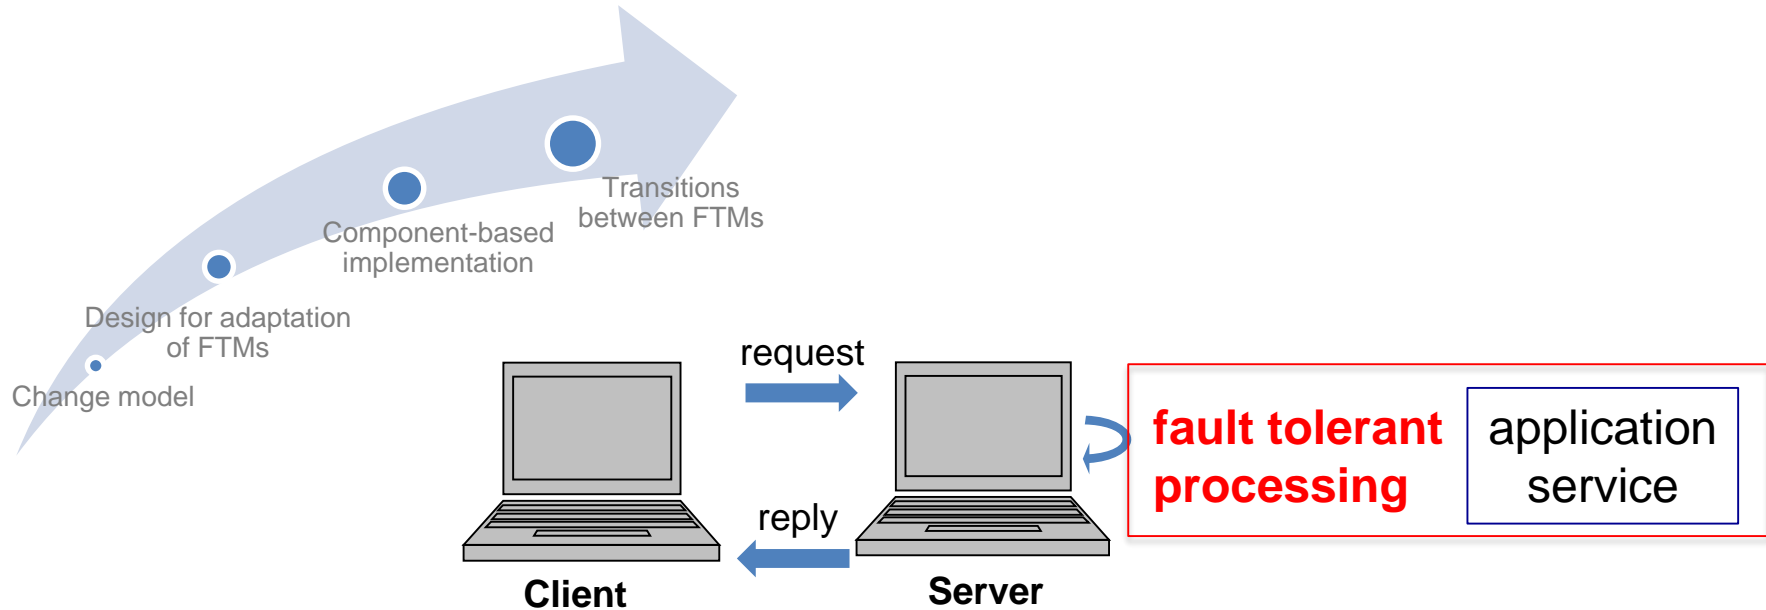 Transitions
between FTMs
Component-based
implementation
Design for adaptation
of FTMs
Change model
request
reply
Client
Server
fault tolerant
processing
application
service